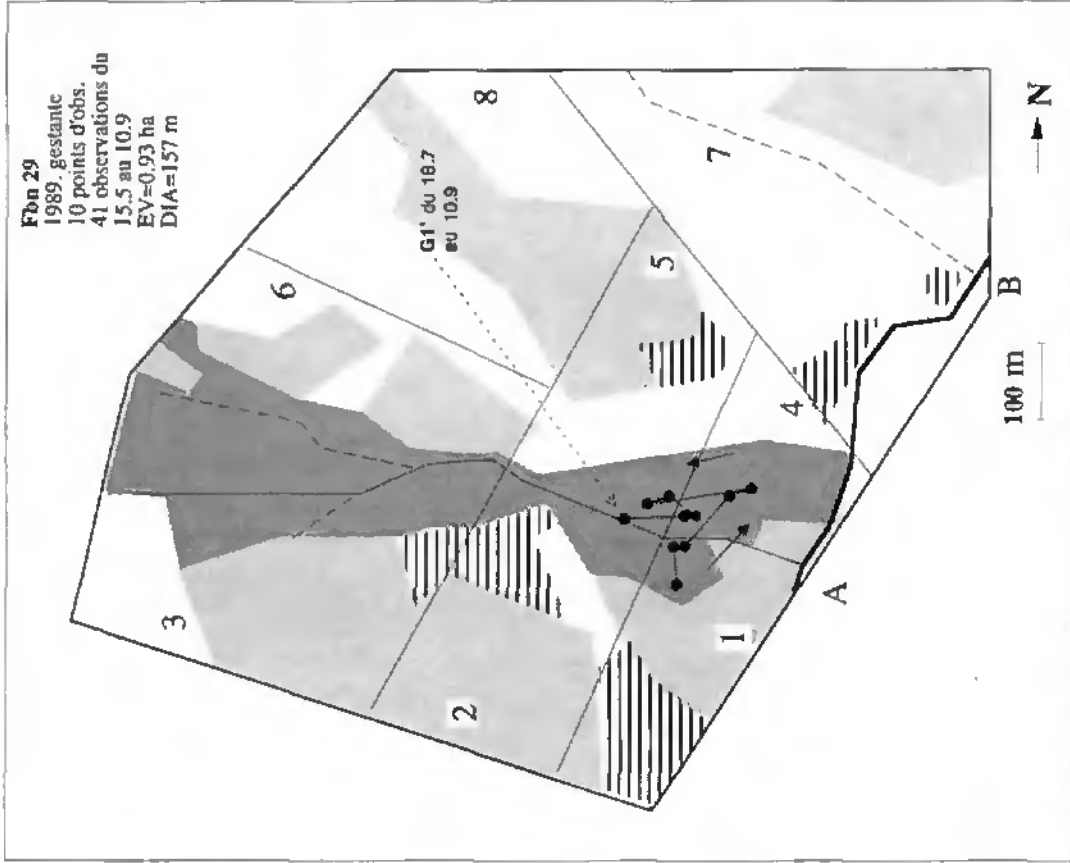 Fbn 29
1989. gestante
10 points d'obs.
41 observations du
15.5 au 10.9
EV=0.93 ha
DIA=157 m
G1' du 18.7
au 10.9
8
6
7
5
3
4
2
1
A
B
100 m
N